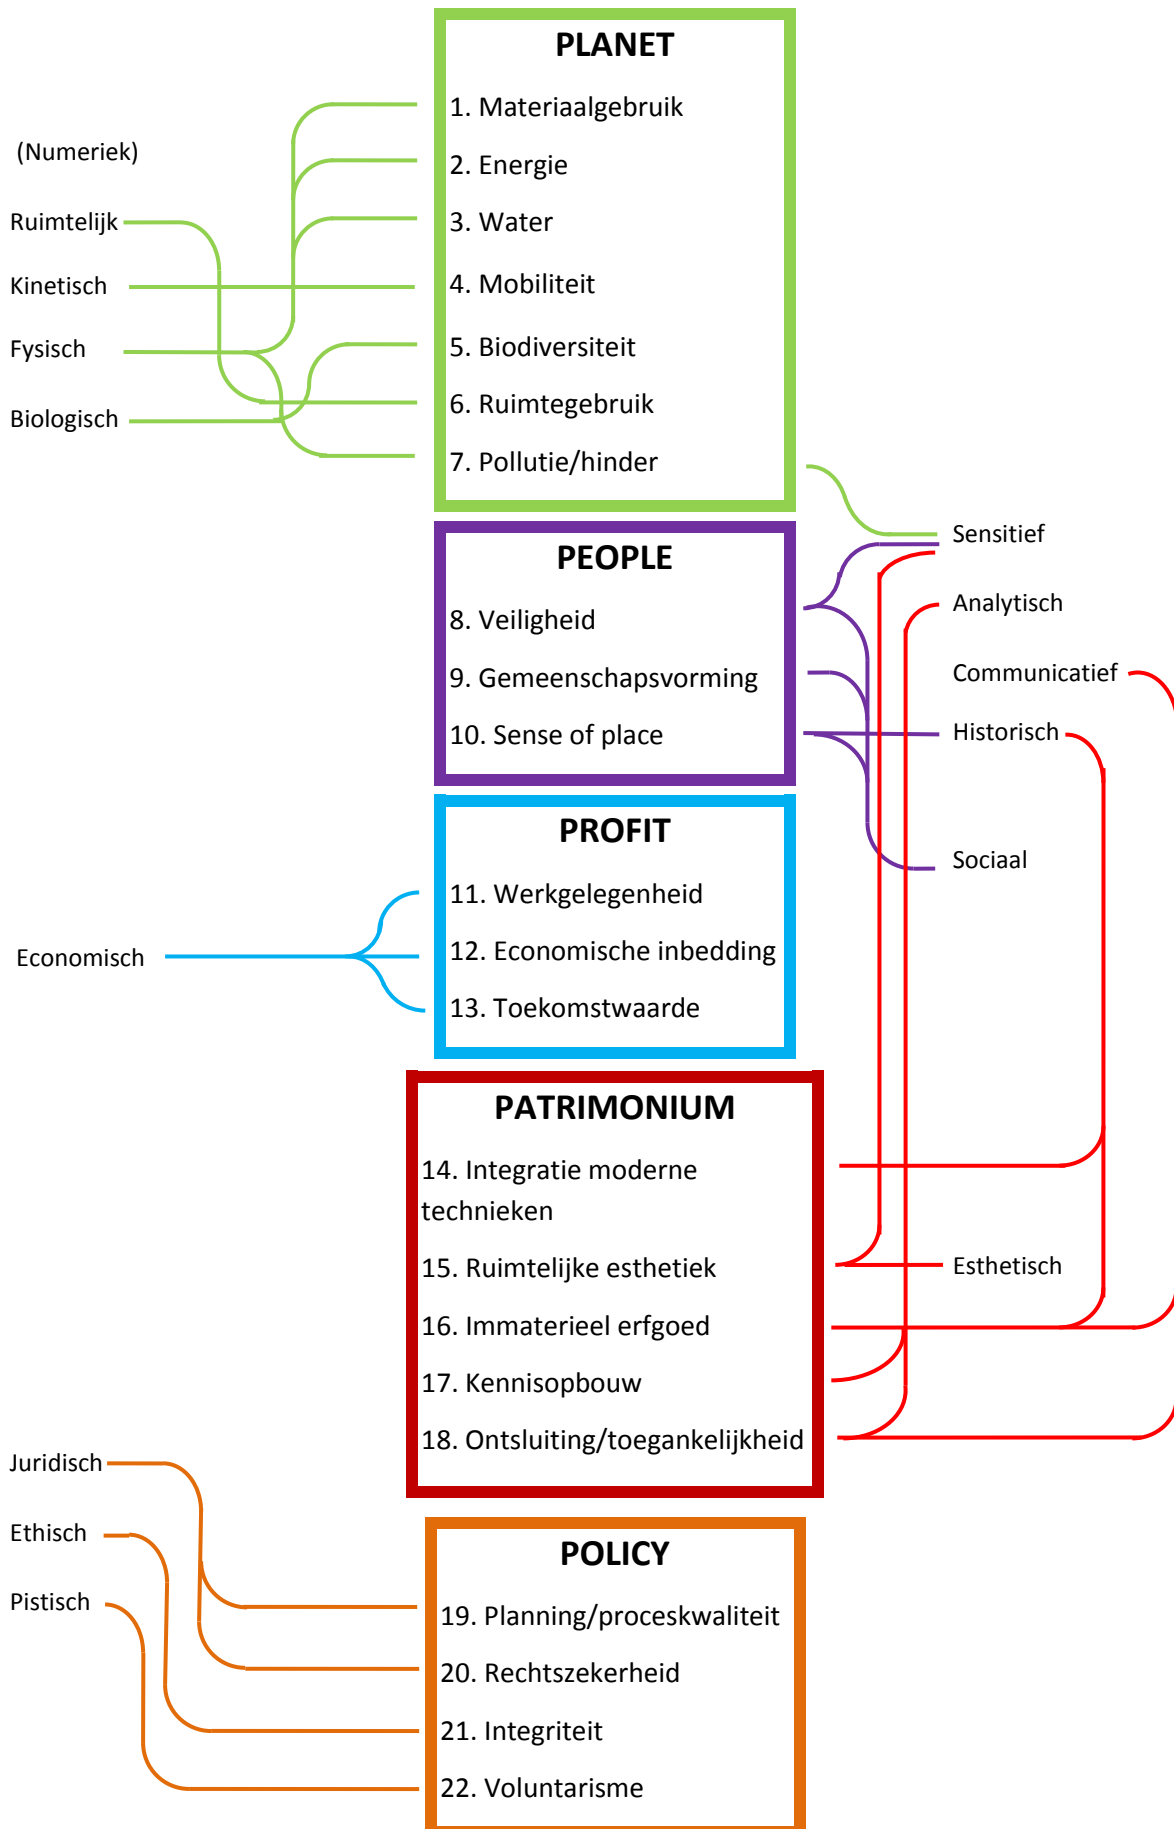 PLANET
1. Materiaalgebruik
(Numeriek)
2. Energie
Ruimtelijk
3. Water
Kinetisch
4. Mobiliteit
Fysisch
5. Biodiversiteit
Biologisch
6. Ruimtegebruik
7. Pollutie/hinder
Sensitief
PEOPLE
Analytisch
8. Veiligheid
Communicatief
9. Gemeenschapsvorming
Historisch
10. Sense of place
PROFIT
Sociaal
11. Werkgelegenheid
Economisch
12. Economische inbedding
13. Toekomstwaarde
PATRIMONIUM
14. Integratie moderne
technieken
15. Ruimtelijke esthetiek
Esthetisch
16. Immaterieel erfgoed
17. Kennisopbouw
18. Ontsluiting/toegankelijkheid
Juridisch
Ethisch
POLICY
Pistisch
19. Planning/proceskwaliteit
20. Rechtszekerheid
21. Integriteit
22. Voluntarisme